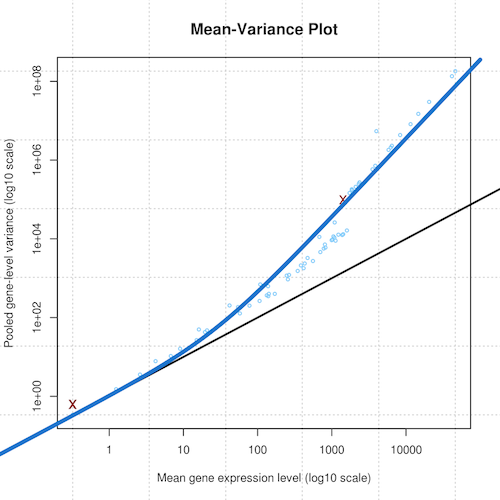 Mean-Variance Plot
Pooled gene-level variance (log10 scale)
1e+08
1e+06
1e+04
1e+02
1e+00
X
X
1 10 100 1000 10000
Mean gene expression level (log10 scale)